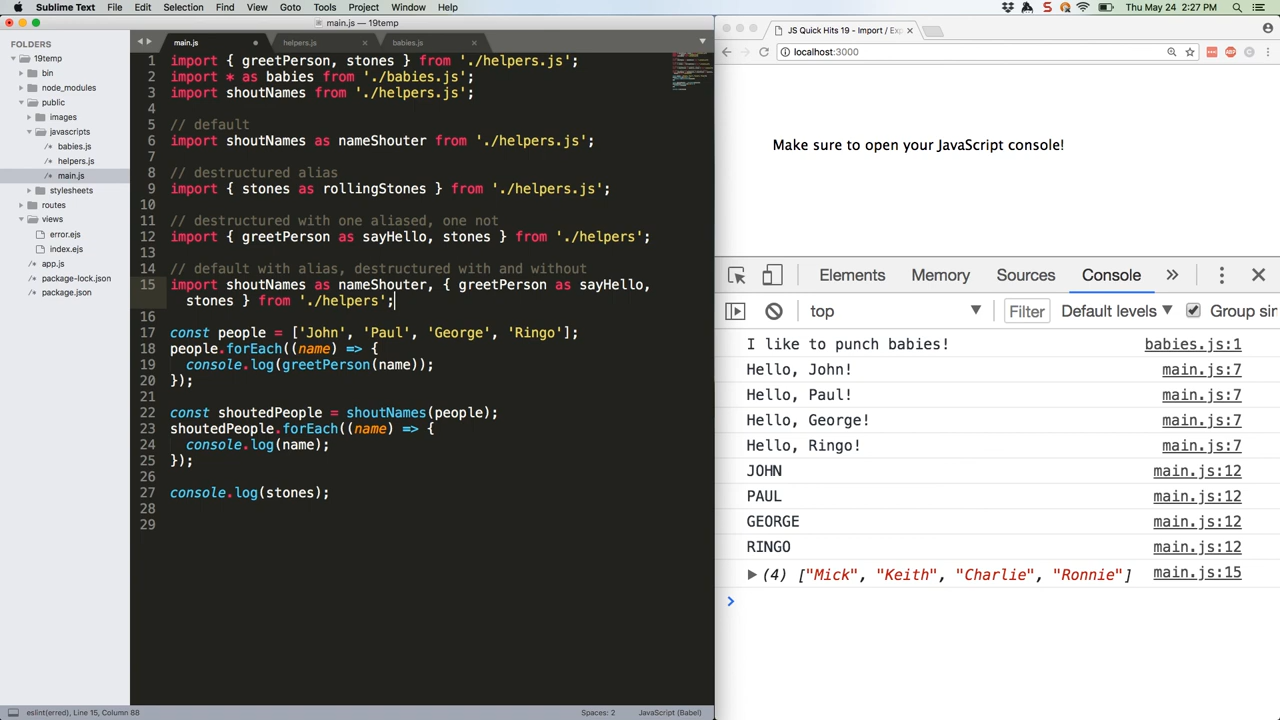 Sublime Text File Edit Selection Find View Goto Tools Project Window Help
Thu May 24 2:27 PM
main.js — 19temp
FOLDERS
19temp
bin
node_modules
public
images
javascripts
babies.js
helpers.js
main.js
stylesheets
routes
views
error.ejs
index.ejs
app.js
package-lock.json
package.json
main.js helpers.js babies.js
1 import { greetPerson, stones } from './helpers.js';
2 import * as babies from './babies.js';
3 import shoutNames from './helpers.js';
4
5 // default
6 import shoutNames as nameShouter from './helpers.js';
7
8 // destructured alias
9 import { stones as rollingStones } from './helpers.js';
10
11 // destructured with one aliased, one not
12 import { greetPerson as sayHello, stones } from './helpers';
13
14 // default with alias, destructured with and without
15 import shoutNames as nameShouter, { greetPerson as sayHello,
stones } from './helpers';
16
17 const people = ['John', 'Paul', 'George', 'Ringo'];
18 people.forEach((name) => {
19 console.log(greetPerson(name));
20 });
21
22 const shoutedPeople = shoutNames(people);
23 shoutedPeople.forEach((name) => {
24 console.log(name);
25 });
26
27 console.log(stones);
28
29
eslint(erred), Line 15, Column 88
Spaces: 2 JavaScript (Babel)
JS Quick Hits 19 - Import / Exp
localhost:3000
Make sure to open your JavaScript console!
Elements Memory Sources Console »
top Filter Default levels ▼ Group sir
I like to punch babies! babies.js:1
Hello, John! main.js:7
Hello, Paul! main.js:7
Hello, George! main.js:7
Hello, Ringo! main.js:7
JOHN main.js:12
PAUL main.js:12
GEORGE main.js:12
RINGO main.js:12
(4) ["Mick", "Keith", "Charlie", "Ronnie"] main.js:15